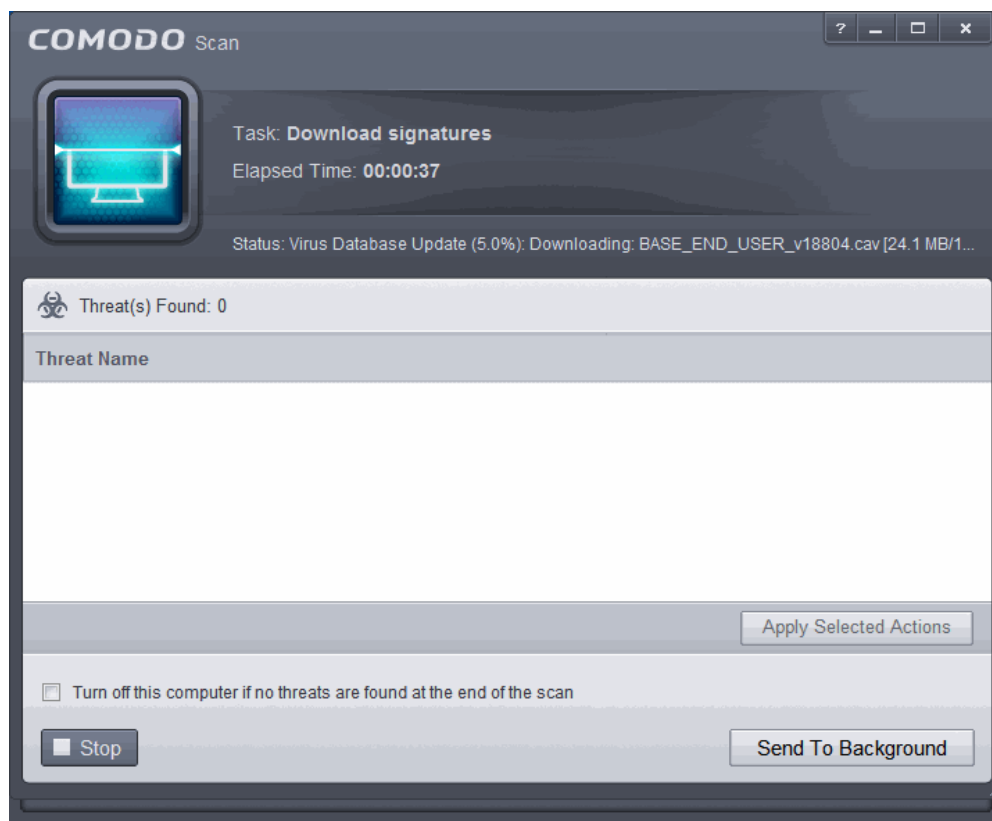 COMODO Scan
?
Task: Download signatures
Elapsed Time: 00:00:37
Status: Virus Database Update (5.0%): Downloading: BASE_END_USER_v18804.cav [24.1 MB/1...
Threat(s) Found: 0
Threat Name
Apply Selected Actions
Turn off this computer if no threats are found at the end of the scan
Stop
Send To Background